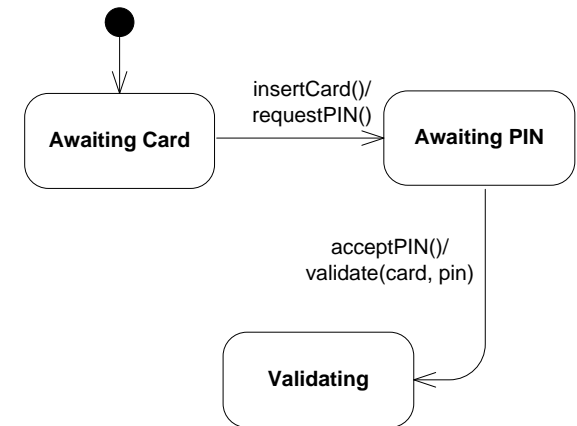 insertCard()/
requestPIN()
Awaiting Card
Awaiting PIN
acceptPIN()/
validate(card, pin)
Validating